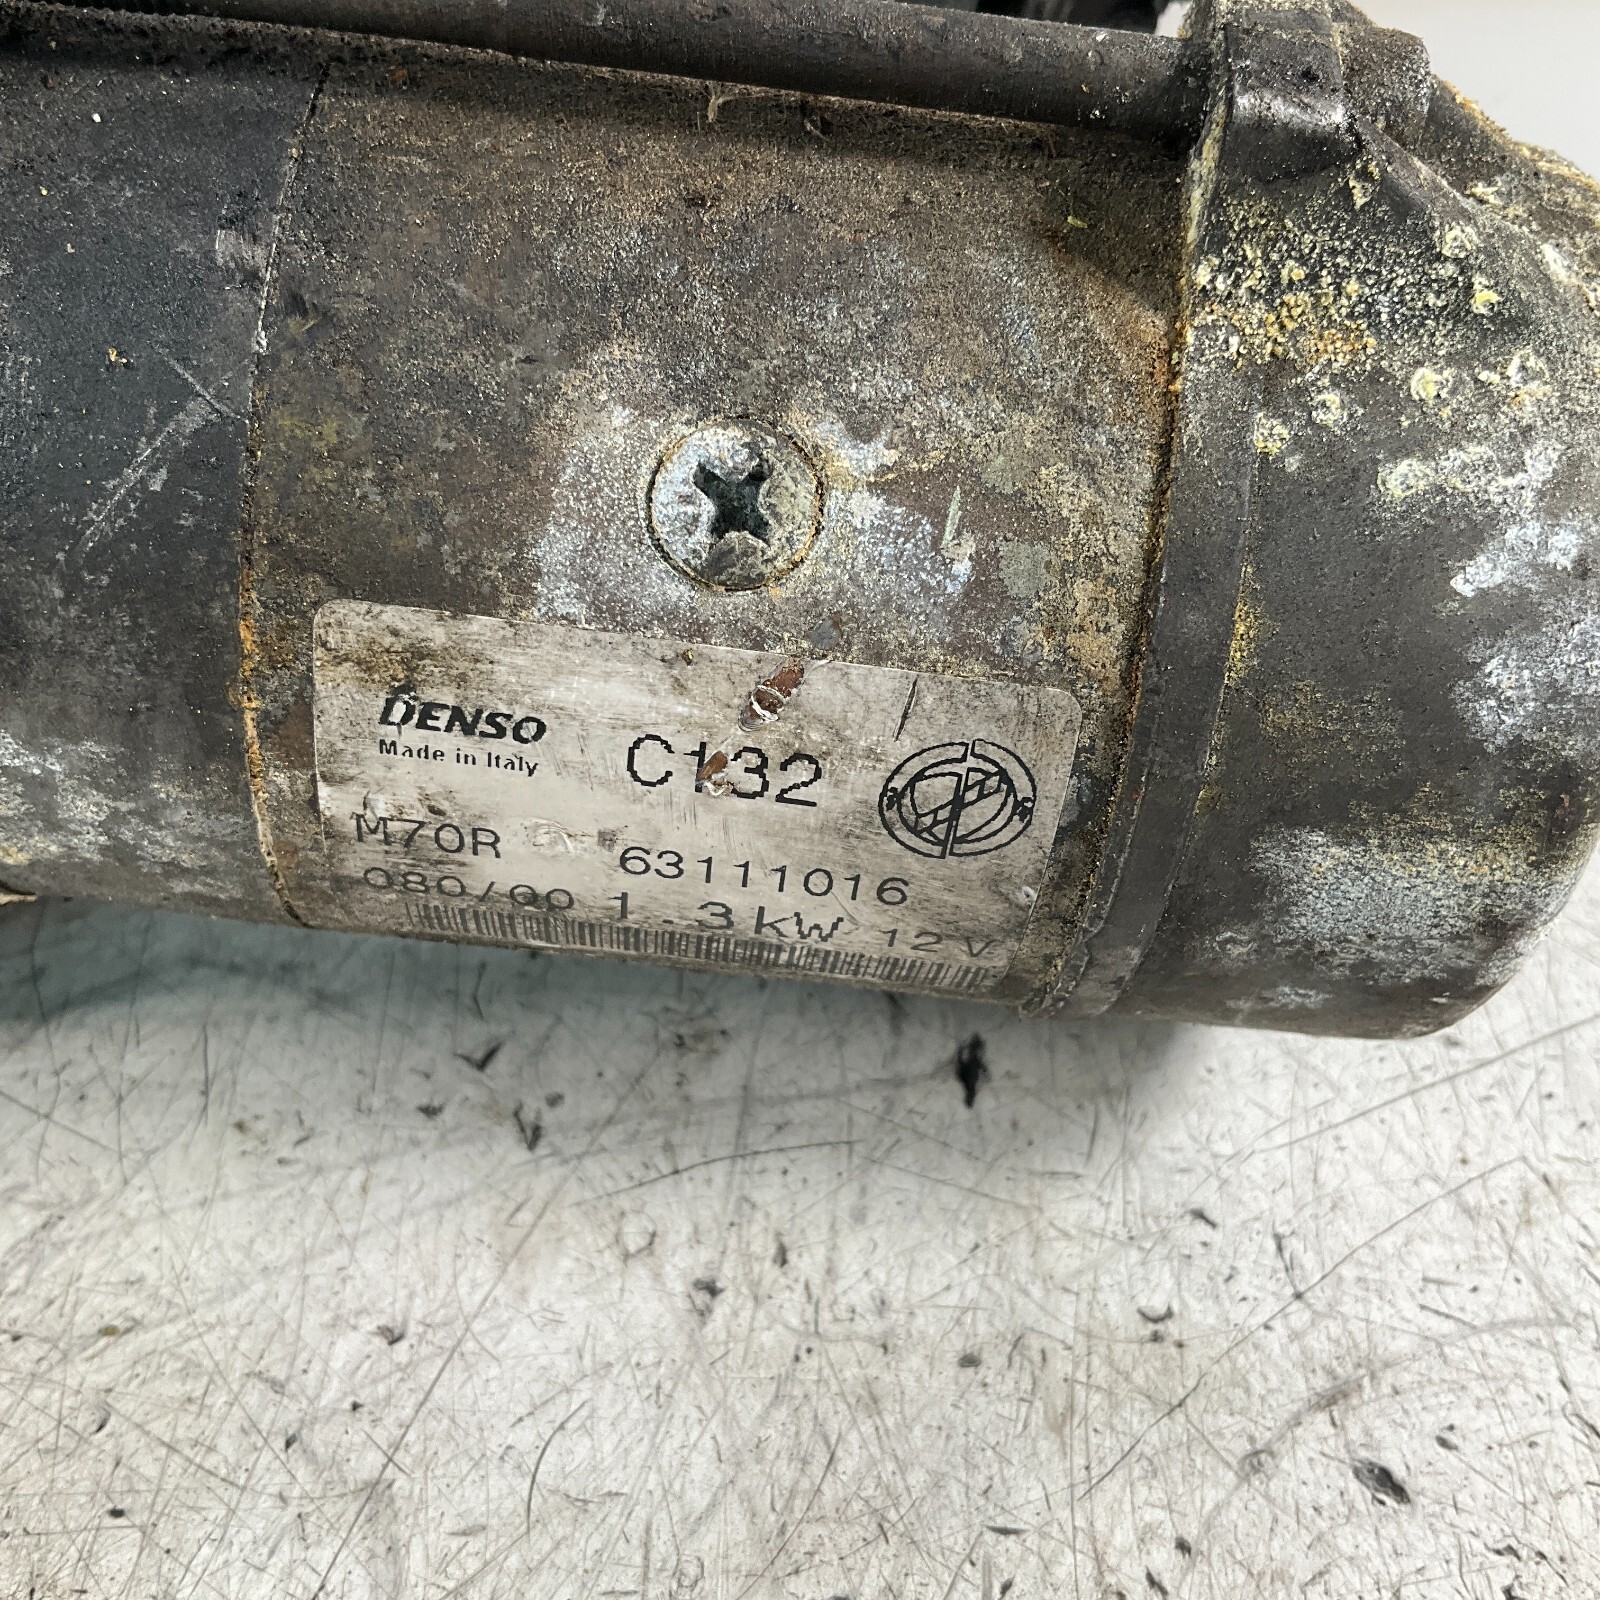 DENSO
Made in Italy
C132
M70R 63111016
080/00 1.3kW 12V